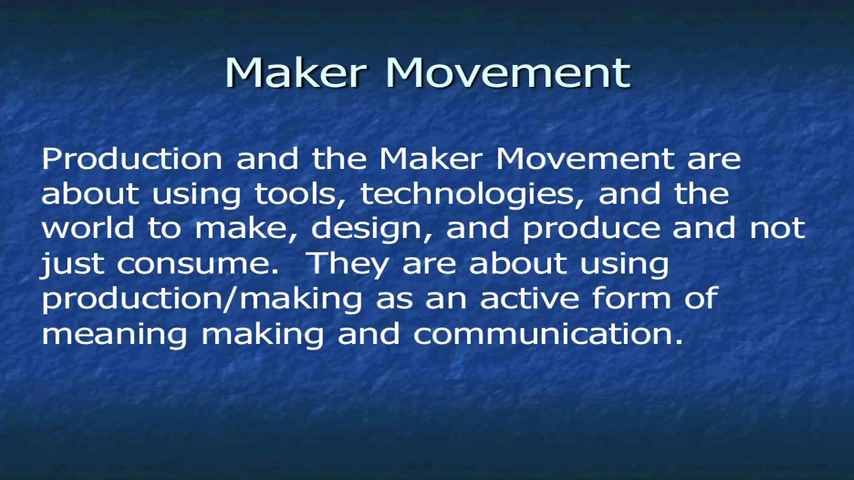 Maker Movement
Production and the Maker Movement are
about using tools, technologies, and the
world to make, design, and produce and not
just consume.  They are about using
production/making as an active form of
meaning making and communication.